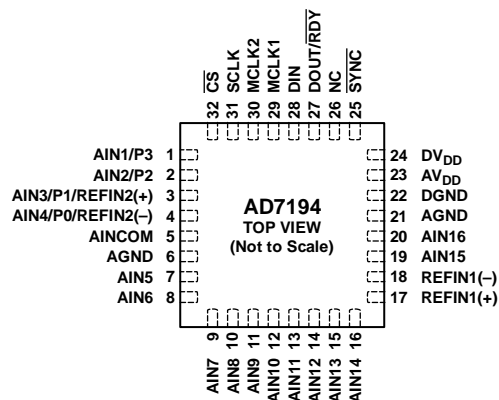 32 C̅S̅
31 SCLK
30 MCLK2
29 MCLK1
28 DIN
27 DOUT/R̅D̅Y̅
26 NC
25 S̅Y̅N̅C̅
AIN1/P3 1
AIN2/P2 2
AIN3/P1/REFIN2(+) 3
AIN4/P0/REFIN2(–) 4
AINCOM 5
AGND 6
AIN5 7
AIN6 8
AD7194
TOP VIEW
(Not to Scale)
24 DVDD
23 AVDD
22 DGND
21 AGND
20 AIN16
19 AIN15
18 REFIN1(–)
17 REFIN1(+)
AIN7 9
AIN8 10
AIN9 11
AIN10 12
AIN11 13
AIN12 14
AIN13 15
AIN14 16